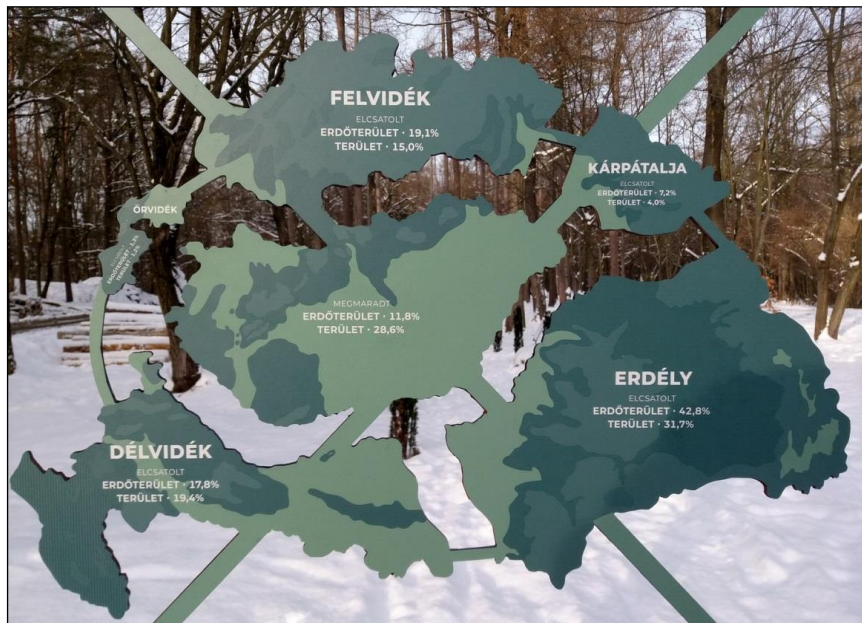 FELVIDÉK
ELCSATOLT
ERDŐTERÜLET · 19,1%
TERÜLET · 15,0%
KÁRPÁTALJA
ELCSATOLT
ERDŐTERÜLET · 7,2%
TERÜLET · 4,0%
ŐRVIDÉK
ERDŐTERÜLET ·
TERÜLET ·
MEGMARADT
ERDŐTERÜLET · 11,8%
TERÜLET · 28,6%
ERDÉLY
ELCSATOLT
ERDŐTERÜLET · 42,8%
TERÜLET · 31,7%
DÉLVIDÉK
ELCSATOLT
ERDŐTERÜLET · 17,8%
TERÜLET · 19,4%